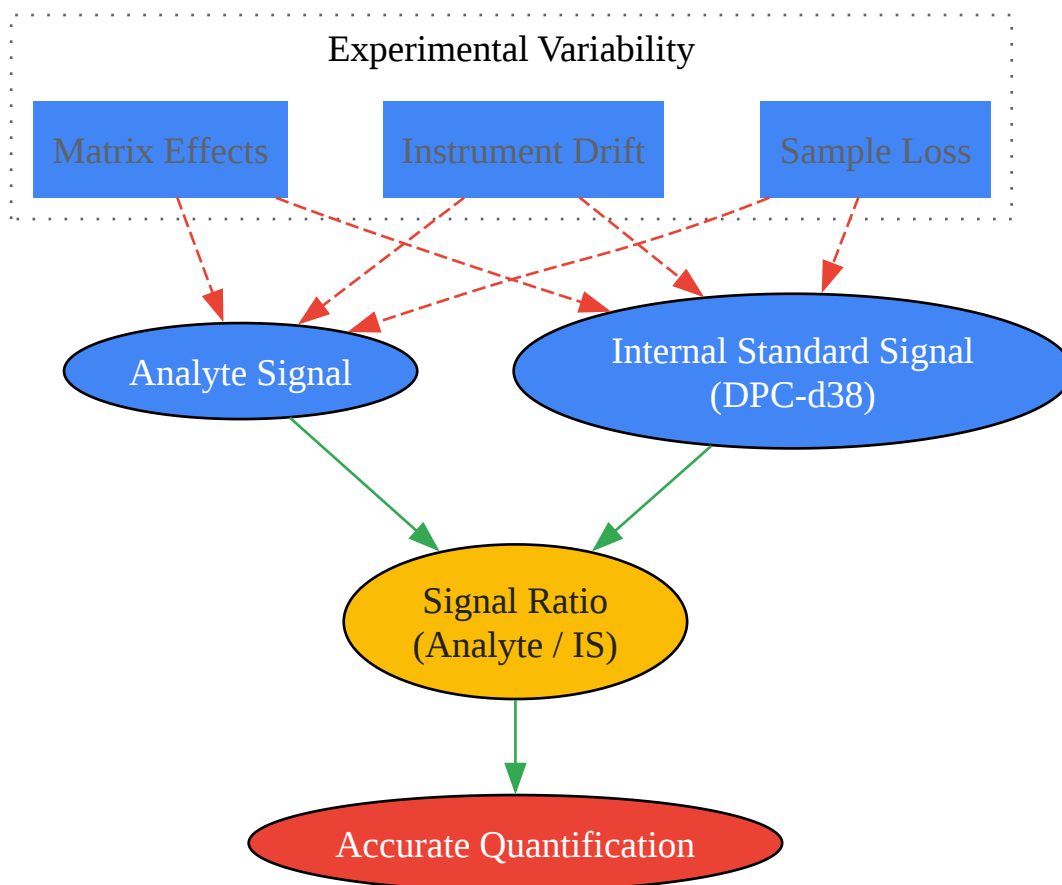 Experimental Variability
Matrix Effects
Instrument Drift
Sample Loss
Analyte Signal
Internal Standard Signal
(DPC-d38)
Signal Ratio
(Analyte / IS)
Accurate Quantification